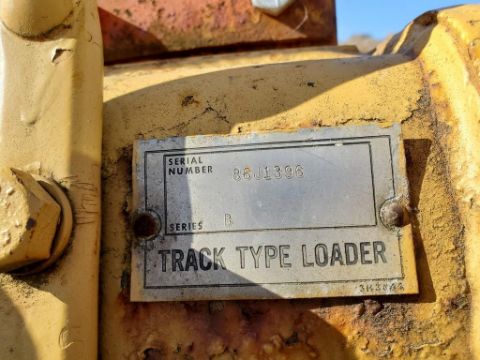 SERIAL
NUMBER 86J1396
SERIES B
TRACK TYPE LOADER